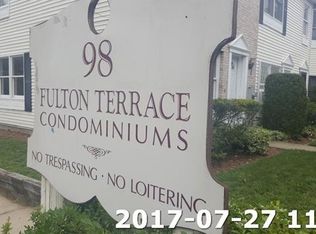 98
FULTON TERRACE
CONDOMINIUMS
NO TRESPASSING · NO LOITERING
2017-07-27 11